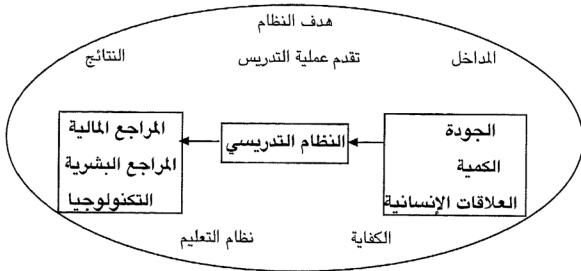 هدف النظام
المداخل
تقدم عملية التدريس
النتائج
الجودة
الكمية
العلاقات الإنسانية
النظام التدريسي
المراجع المالية
المراجع البشرية
التكنولوجيا
الكفاية
نظام التعليم